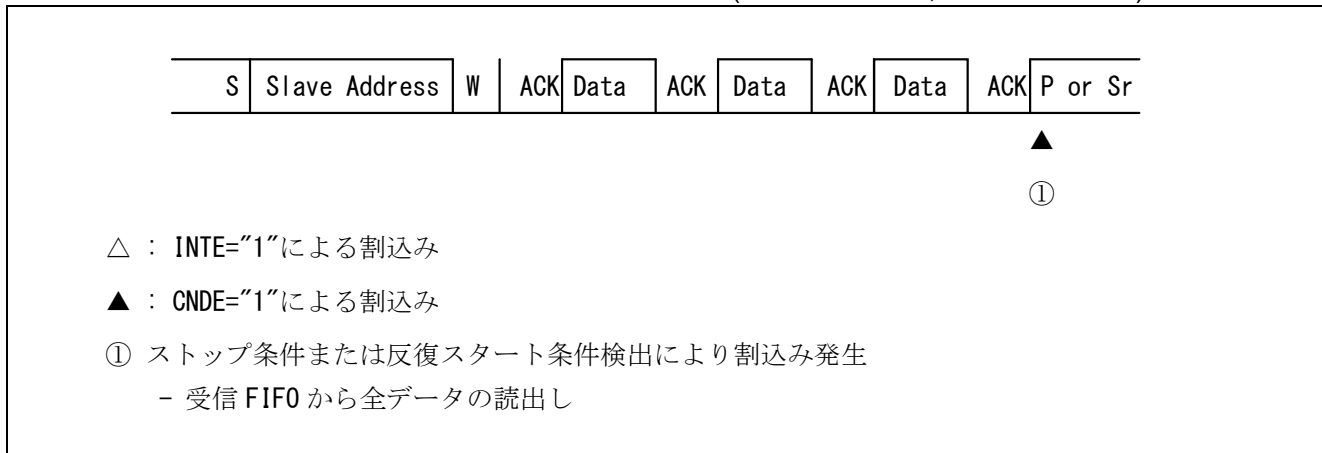 S Slave Address W ACK Data ACK Data ACK Data ACK P or Sr
▲
①
△ : INTE="1"による割込み
▲ : CNDE="1"による割込み
① ストップ条件または反復スタート条件検出により割込み発生
- 受信 FIFO から全データの読出し